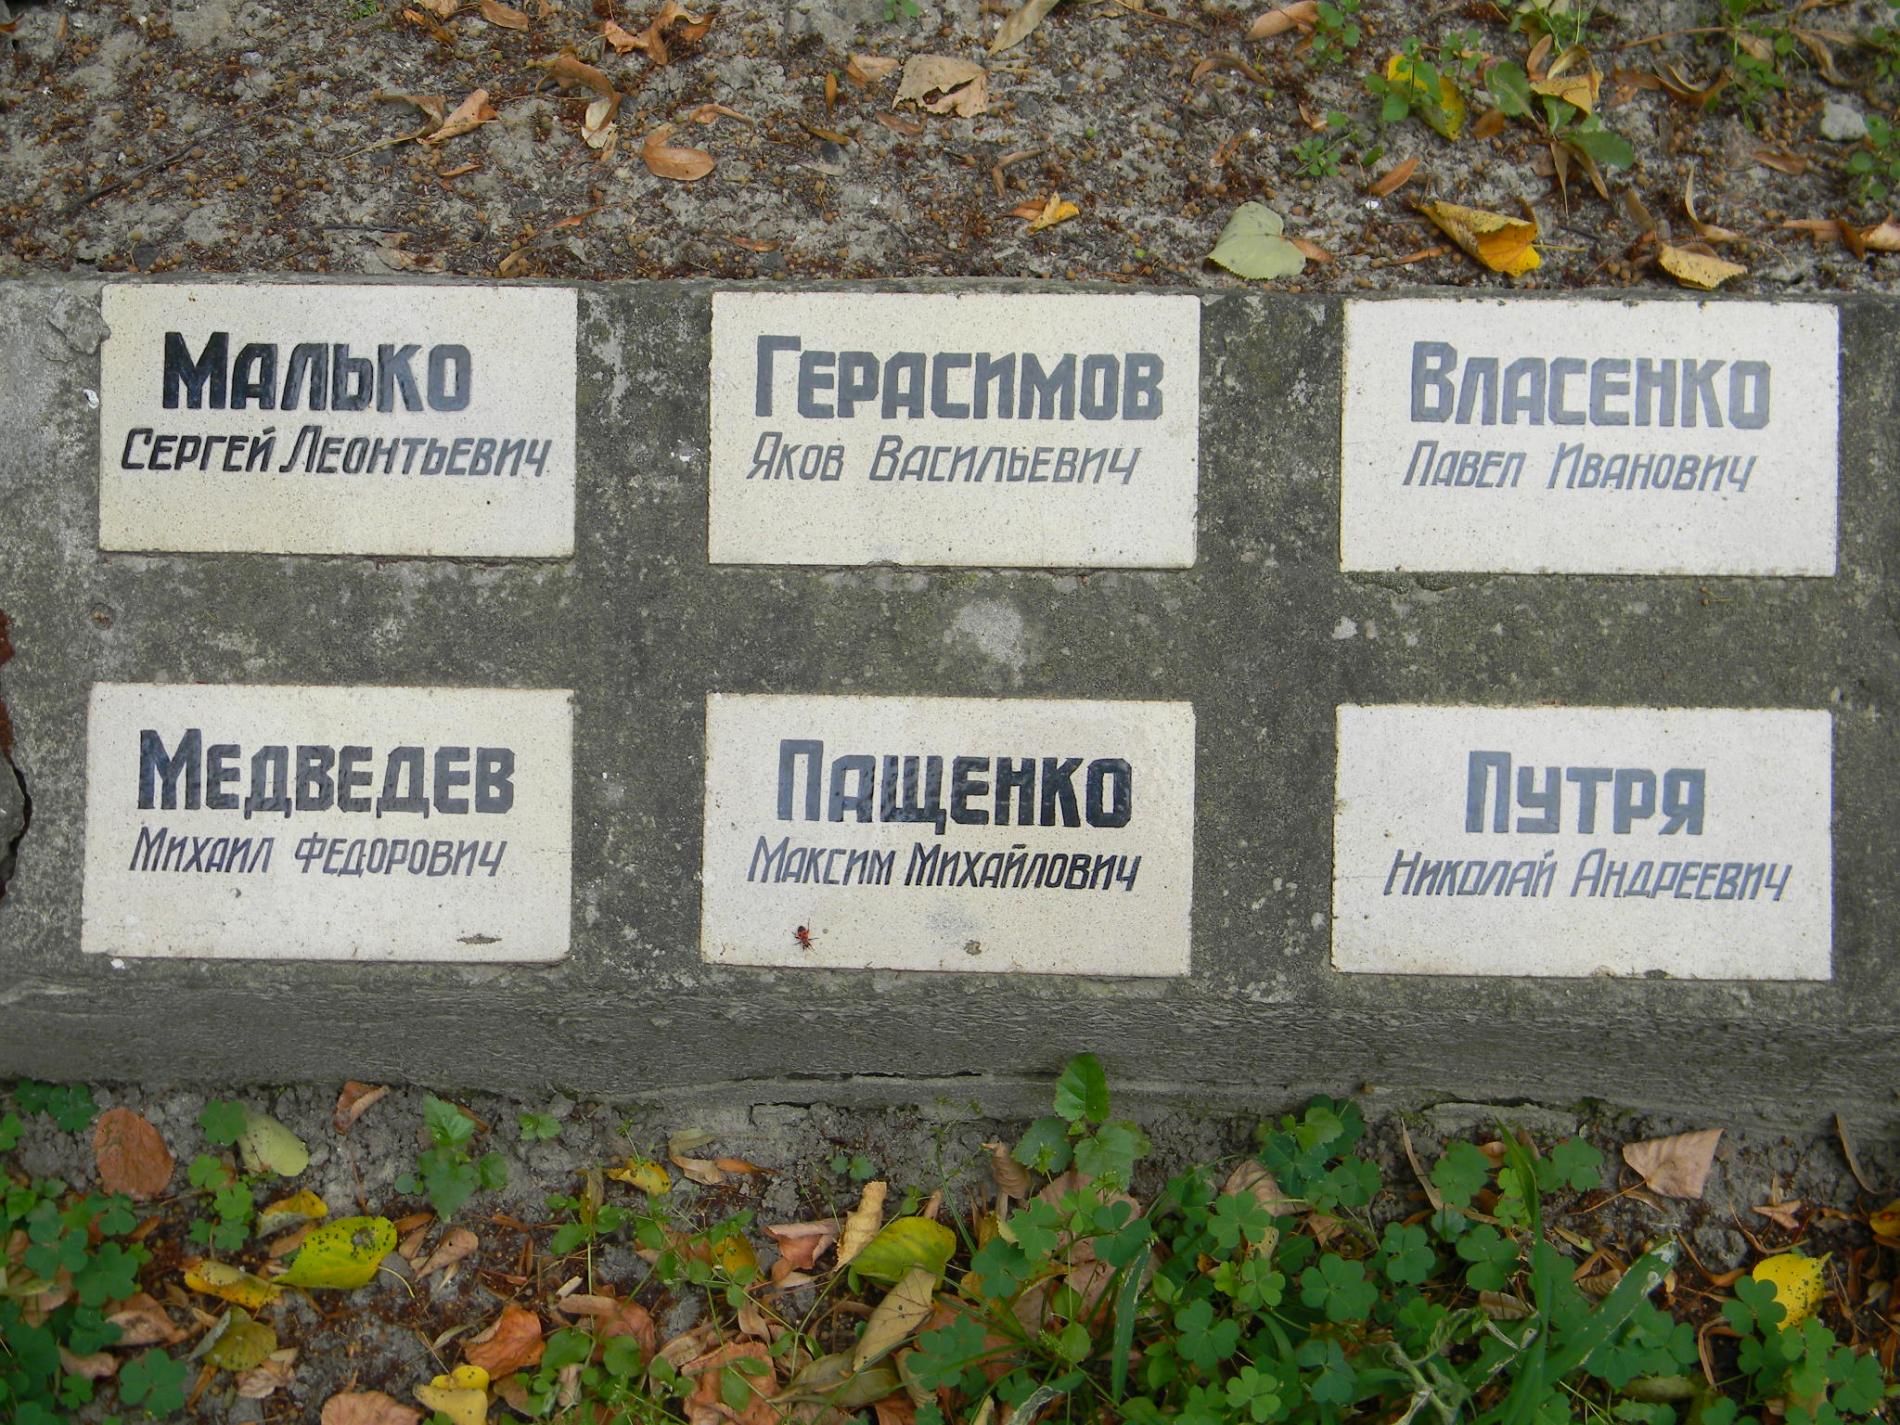 Малько
Сергей Леонтьевич
Герасимов
Яков Васильевич
Власенко
Павел Иванович
Медведев
Михаил Федорович
Пащенко
Максим Михайлович
Путря
Николай Андреевич